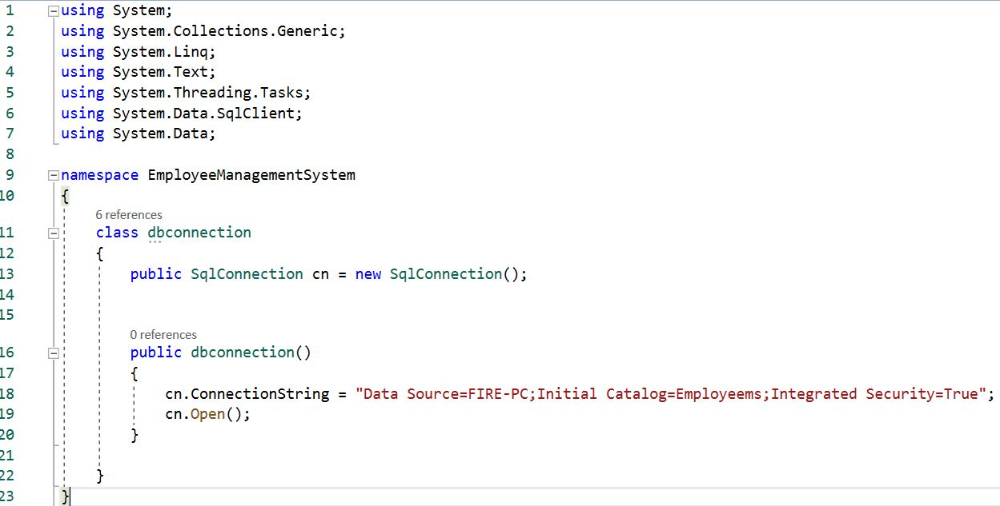 1 using System;
2 using System.Collections.Generic;
3 using System.Linq;
4 using System.Text;
5 using System.Threading.Tasks;
6 using System.Data.SqlClient;
7 using System.Data;
8
9 namespace EmployeeManagementSystem
10 {
6 references
11 class dbconnection
12 {
13 public SqlConnection cn = new SqlConnection();
14
15
0 references
16 public dbconnection()
17 {
18 cn.ConnectionString = "Data Source=FIRE-PC;Initial Catalog=Employeems;Integrated Security=True";
19 cn.Open();
20 }
21
22 }
23 }